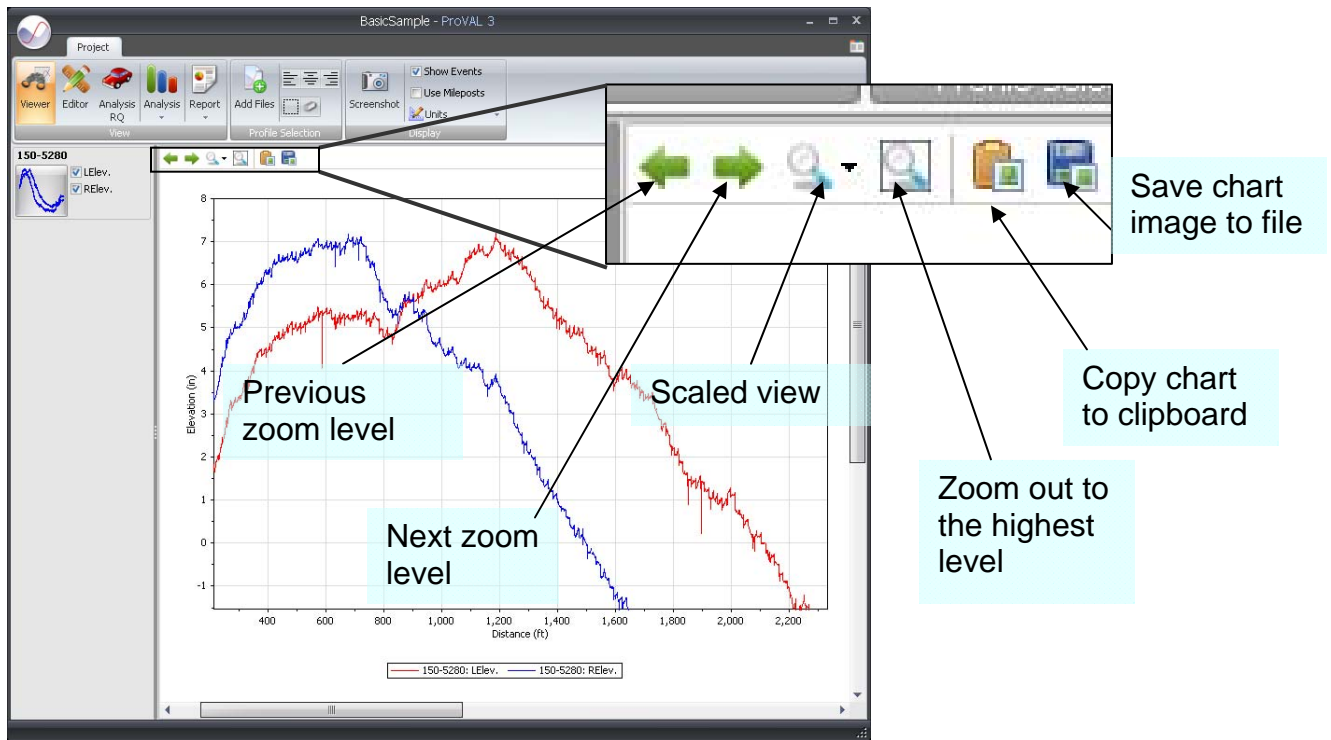 BasicSample - ProVAL 3
Project
Viewer
Editor
Analysis
RQ
Analysis
Report
View
Add Files
Profile Selection
Screenshot
Show Events
Use Mileposts
Units
Display
150-5280
LElev.
RElev.
Save chart
image to file
Previous
zoom level
Scaled view
Copy chart
to clipboard
Next zoom
level
Zoom out to
the highest
level
8
7
6
5
4
3
2
1
0
-1
Elevation (in)
400 600 800 1,000 1,200 1,400 1,600 1,800 2,000 2,200
Distance (ft)
150-5280: LElev. 150-5280: RElev.